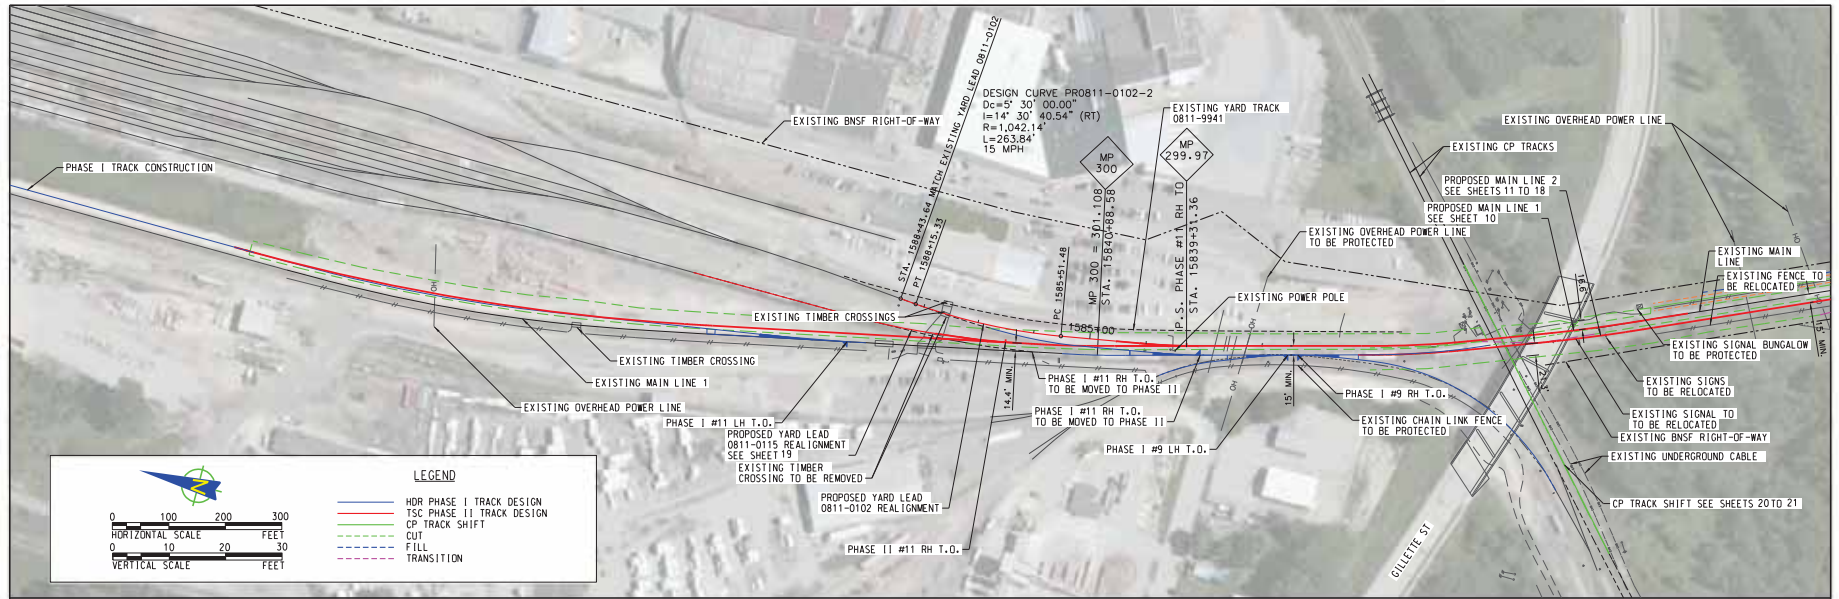 STA. 1588+43.64 MATCH EXISTING YARD LEAD 0811-0102
PT 1588+15.33
DESIGN CURVE PR0811-0102-2
Dc=5° 30' 00.00"
I=14° 30' 40.54" (RT)
R=1,042.14'
L=263.84'
15 MPH
EXISTING BNSF RIGHT-OF-WAY
EXISTING YARD TRACK
0811-9941
MP
300
MP
299.97
MP 300 = 301.108
STA. 15840+88.58
P.S. PHASE #11 RH TO
STA. 15839+31.36
PC 1585+51.48
1585+00
EXISTING OVERHEAD POWER LINE
EXISTING CP TRACKS
PHASE I TRACK CONSTRUCTION
PROPOSED MAIN LINE 2
SEE SHEETS 11 TO 18
PROPOSED MAIN LINE 1
SEE SHEET 10
EXISTING OVERHEAD POWER LINE
TO BE PROTECTED
EXISTING MAIN
LINE
EXISTING FENCE TO
BE RELOCATED
EXISTING POWER POLE
EXISTING TIMBER CROSSINGS
16.6'
15' MIN.
OH
OH
OH
OH
OH
EXISTING SIGNAL BUNGALOW
TO BE PROTECTED
EXISTING TIMBER CROSSING
EXISTING MAIN LINE 1
EXISTING OVERHEAD POWER LINE
PHASE I #11 LH T.O.
14.4' MIN.
15' MIN.
PHASE I #11 RH T.O.
TO BE MOVED TO PHASE II
PHASE I #11 RH T.O.
TO BE MOVED TO PHASE II
PHASE I #9 RH T.O.
EXISTING CHAIN LINK FENCE
TO BE PROTECTED
PHASE I #9 LH T.O.
EXISTING SIGNS
TO BE RELOCATED
EXISTING SIGNAL TO
TO BE RELOCATED
EXISTING BNSF RIGHT-OF-WAY
EXISTING UNDERGROUND CABLE
CP TRACK SHIFT SEE SHEETS 20 TO 21
PROPOSED YARD LEAD
0811-0115 REALIGNMENT
SEE SHEET 19
EXISTING TIMBER
CROSSING TO BE REMOVED
PROPOSED YARD LEAD
0811-0102 REALIGNMENT
PHASE II #11 RH T.O.
GILLETTE ST
N
0 100 200 300
HORIZONTAL SCALE FEET
0 10 20 30
VERTICAL SCALE FEET
LEGEND
HDR PHASE I TRACK DESIGN
TSC PHASE II TRACK DESIGN
CP TRACK SHIFT
CUT
FILL
TRANSITION